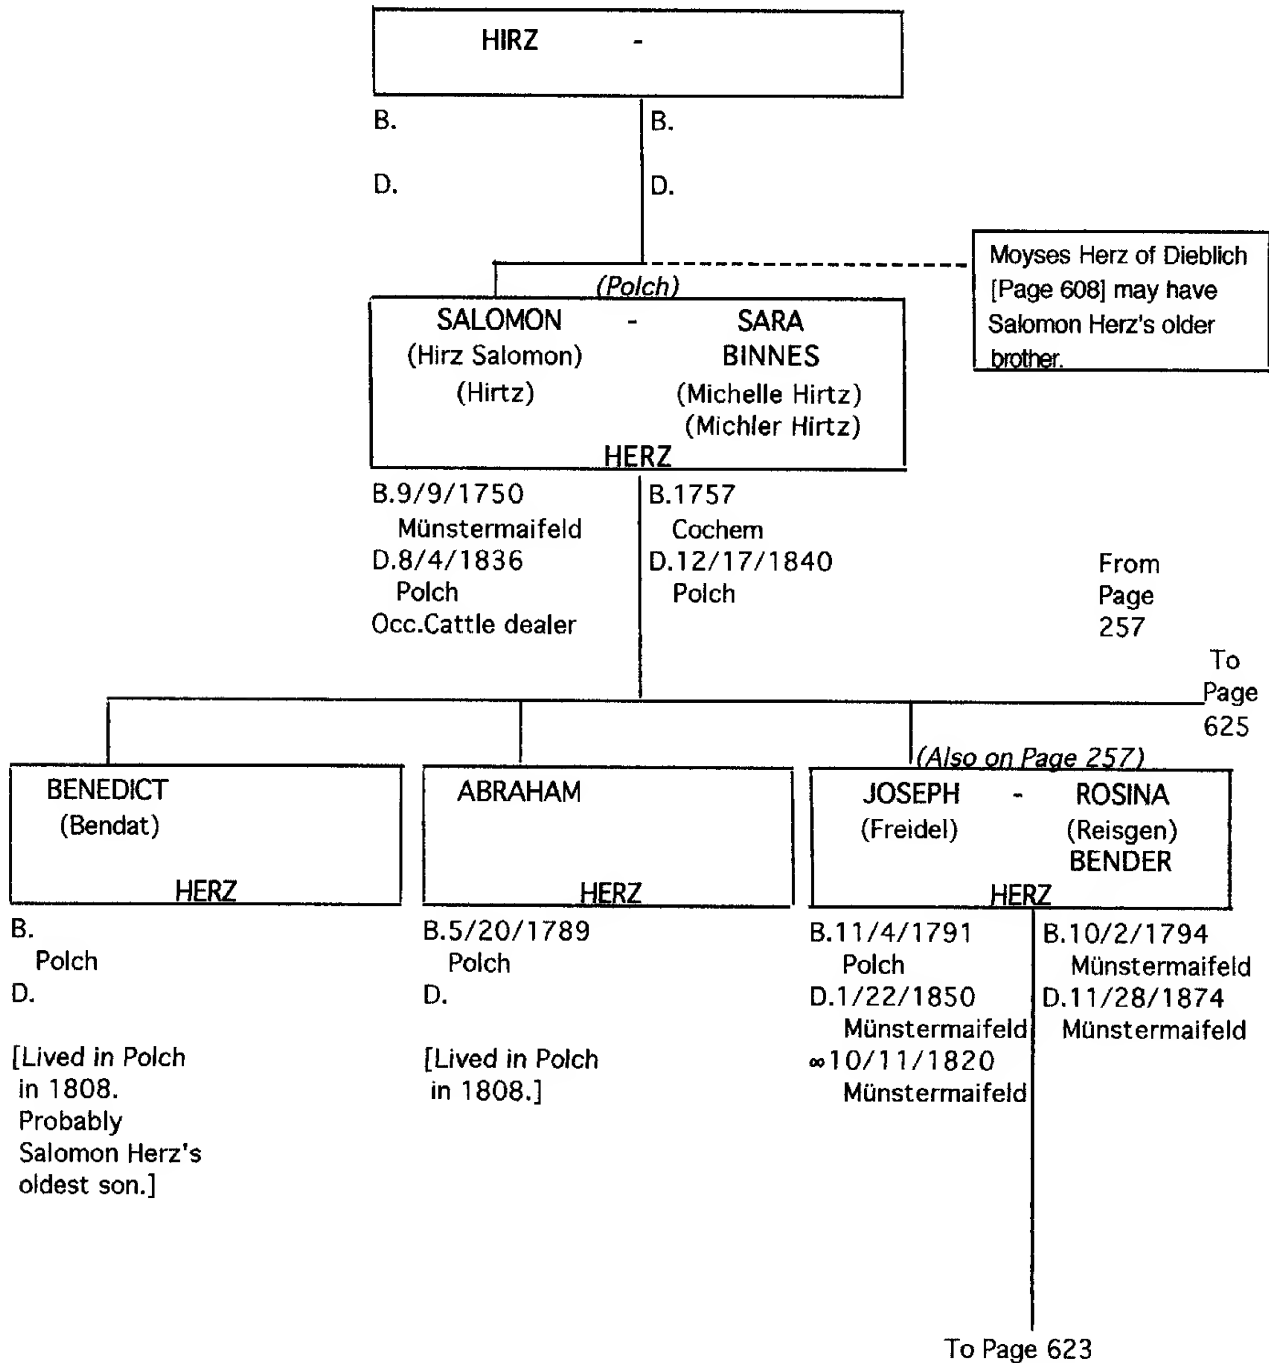 HIRZ -
B. B.
D. D.
Moyses Herz of Dieblich
[Page 608] may have
Salomon Herz's older
brother.
(Polch)
SALOMON - SARA
(Hirz Salomon) BINNES
(Hirtz) (Michelle Hirtz)
(Michler Hirtz)
HERZ
B.9/9/1750 B.1757
Münstermaifeld Cochem
D.8/4/1836 D.12/17/1840
Polch Polch
Occ.Cattle dealer
From
Page
257
To
Page
625
(Also on Page 257)
BENEDICT
(Bendat)
HERZ
B.
Polch
D.
[Lived in Polch
in 1808.
Probably
Salomon Herz's
oldest son.]
ABRAHAM
HERZ
B.5/20/1789
Polch
D.
[Lived in Polch
in 1808.]
JOSEPH - ROSINA
(Freidel) (Reisgen)
BENDER
HERZ
B.11/4/1791 B.10/2/1794
Polch Münstermaifeld
D.1/22/1850 D.11/28/1874
Münstermaifeld Münstermaifeld
∞10/11/1820
Münstermaifeld
To Page 623